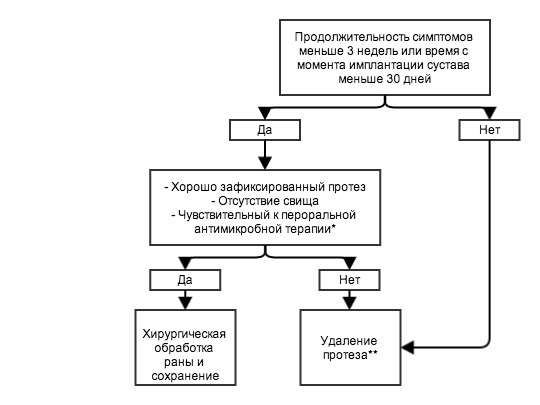 Продолжительность симптомов
меньше 3 недель или время с
момента имплантации сустава
меньше 30 дней
Да
Нет
- Хорошо зафиксированный протез
- Отсутствие свища
- Чувствительный к пероральной
антимикробной терапии*
Да
Нет
Хирургическая
обработка
раны и
сохранение
Удаление
протеза**